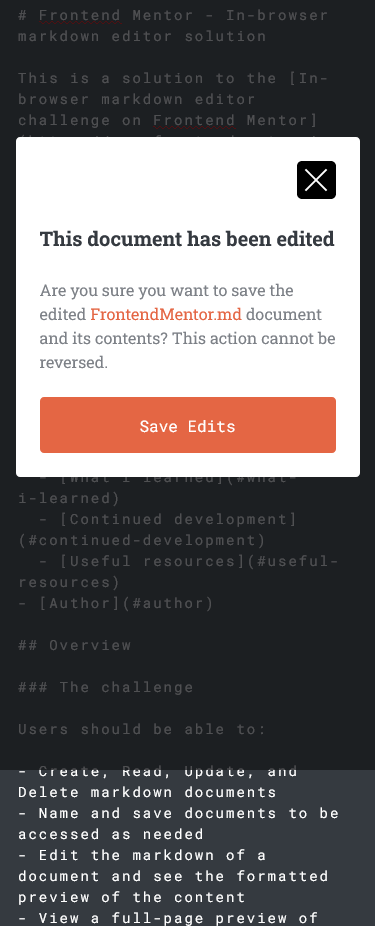 # Frontend Mentor - In-browser
markdown editor solution
This is a solution to the [In-
browser markdown editor
challenge on Frontend Mentor]
This document has been edited
Are you sure you want to save the
edited FrontendMentor.md document
and its contents? This action cannot be
reversed.
Save Edits
- [What I learned](#what-
i-learned)
- [Continued development]
(#continued-development)
- [Useful resources](#useful-
resources)
- [Author](#author)
## Overview
### The challenge
Users should be able to:
- Create, Read, Update, and
Delete markdown documents
- Name and save documents to be
accessed as needed
- Edit the markdown of a
document and see the formatted
preview of the content
- View a full-page preview of